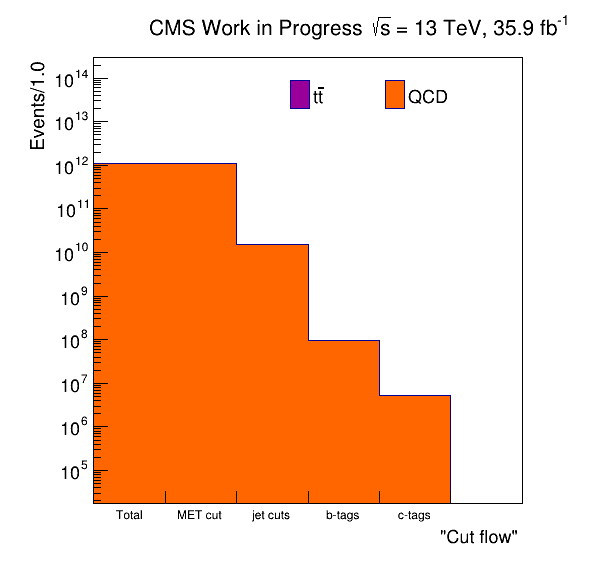 CMS Work in Progress √s = 13 TeV, 35.9 fb⁻¹
Events/1.0
tt̄
QCD
10¹⁴
10¹³
10¹²
10¹¹
10¹⁰
10⁹
10⁸
10⁷
10⁶
10⁵
Total MET cut jet cuts b-tags c-tags
"Cut flow"